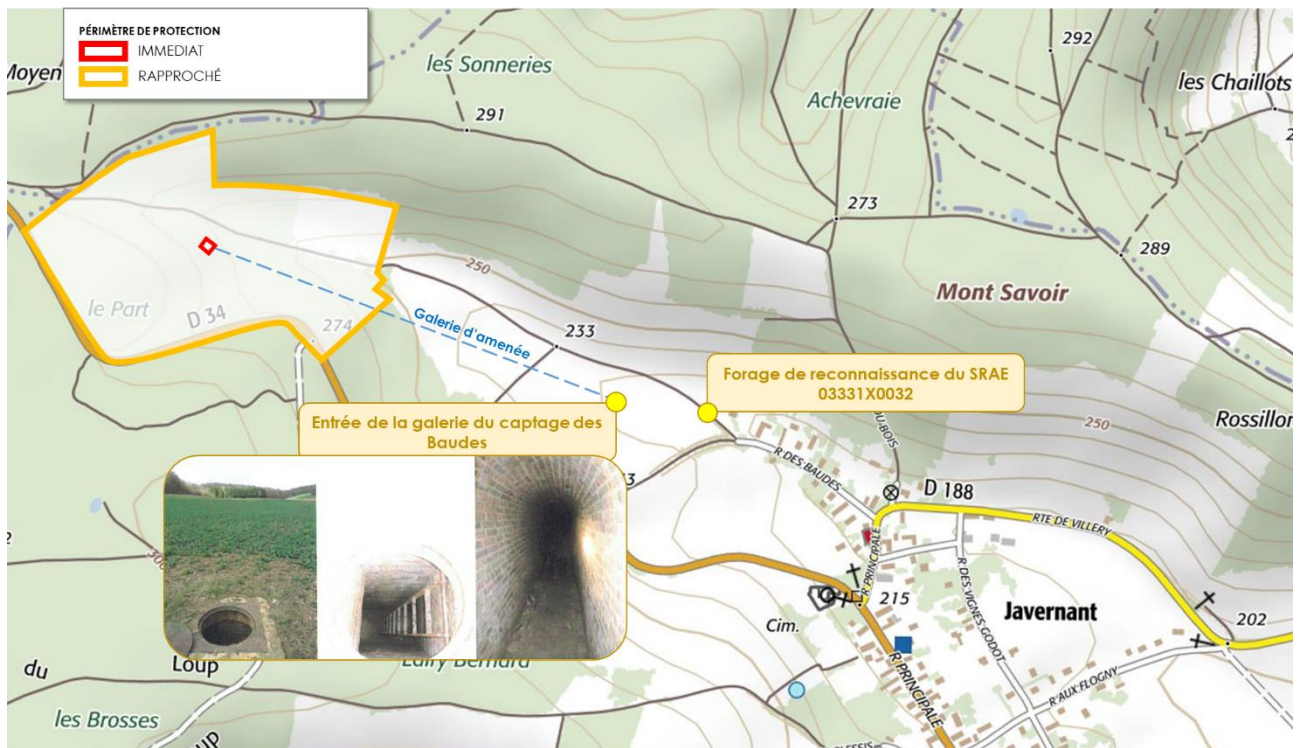 PÉRIMÈTRE DE PROTECTION
IMMEDIAT
RAPPROCHÉ
Moyen
les Sonneries
291
Achevraie
292
les Chaillots
273
289
Mont Savoir
250
le Part
D 34
274
Galerie d'amenée
233
Forage de reconnaissance du SRAE
03331X0032
Entrée de la galerie du captage des
Baudes
Rossillon
250
R DES BAUDES
DU BOIS
D 188
RTE DE VILLERY
R PRINCIPALE
R DES VIGNES GODOT
215
Javernant
202
Cim.
R PRINCIPALE
R AUX FLOGNY
du
Loup
les Brosses